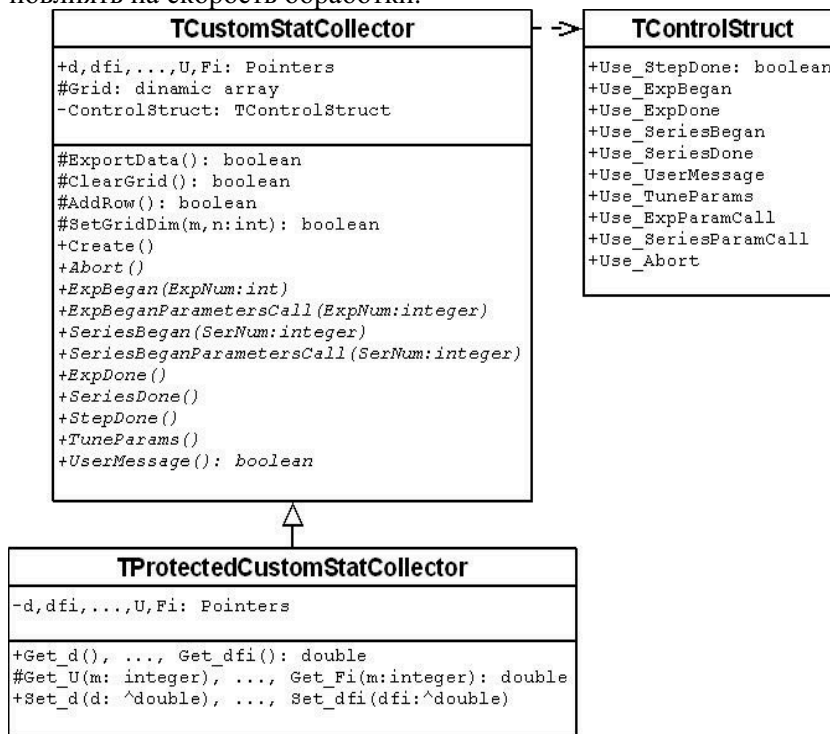 повлиять на скорость обработки.
TCustomStatCollector
+d,dfi,...,U,Fi: Pointers
#Grid: dinamic array
-ControlStruct: TControlStruct
#ExportData(): boolean
#ClearGrid(): boolean
#AddRow(): boolean
#SetGridDim(m,n:int): boolean
+Create()
+Abort()
+ExpBegan(ExpNum:int)
+ExpBeganParametersCall(ExpNum:integer)
+SeriesBegan(SerNum:integer)
+SeriesBeganParametersCall(SerNum:integer)
+ExpDone()
+SeriesDone()
+StepDone()
+TuneParams()
+UserMessage(): boolean
TControlStruct
+Use_StepDone: boolean
+Use_ExpBegan
+Use_ExpDone
+Use_SeriesBegan
+Use_SeriesDone
+Use_UserMessage
+Use_TuneParams
+Use_ExpParamCall
+Use_SeriesParamCall
+Use_Abort
TProtectedCustomStatCollector
-d,dfi,...,U,Fi: Pointers
+Get_d(), ..., Get_dfi(): double
#Get_U(m: integer), ..., Get_Fi(m:integer): double
+Set_d(d: ^double), ..., Set_dfi(dfi:^double)